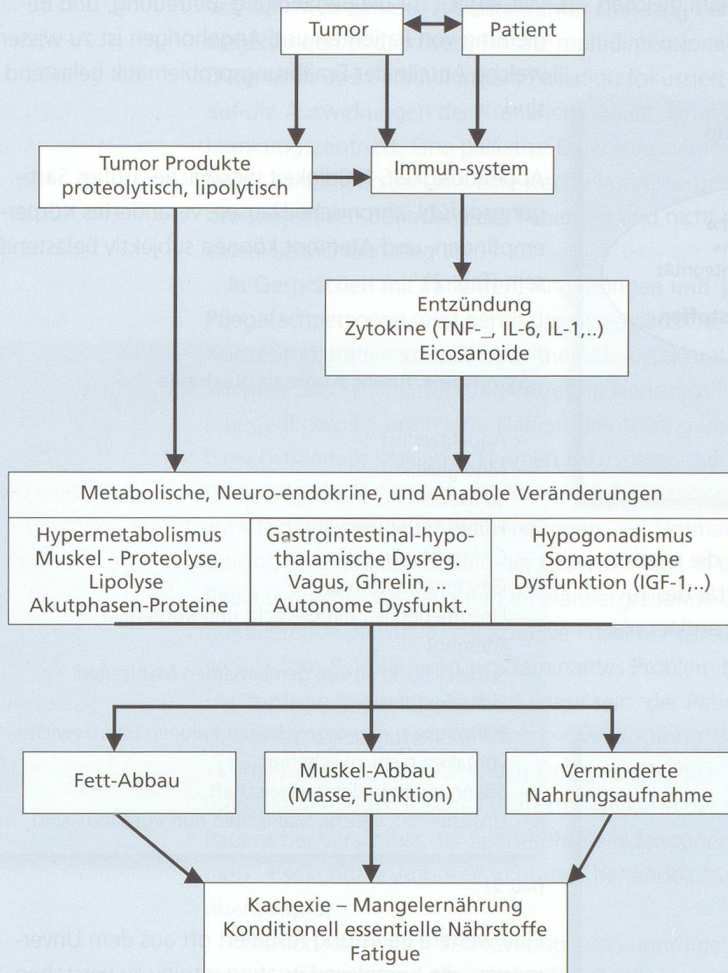 Tumor
Patient
Tumor Produkte
proteolytisch, lipolytisch
Immun-system
Entzündung
Zytokine (TNF-_, IL-6, IL-1,..)
Eicosanoide
Metabolische, Neuro-endokrine, und Anabole Veränderungen
Hypermetabolismus
Muskel - Proteolyse,
Lipolyse
Akutphasen-Proteine
Gastrointestinal-hypo-
thalamische Dysreg.
Vagus, Ghrelin,..
Autonome Dysfunkt.
Hypogonadismus
Somatotrophe
Dysfunktion (IGF-1,..)
Fett-Abbau
Muskel-Abbau
(Masse, Funktion)
Verminderte
Nahrungsaufnahme
Kachexie – Mangelernährung
Konditionell essentielle Nährstoffe
Fatigue